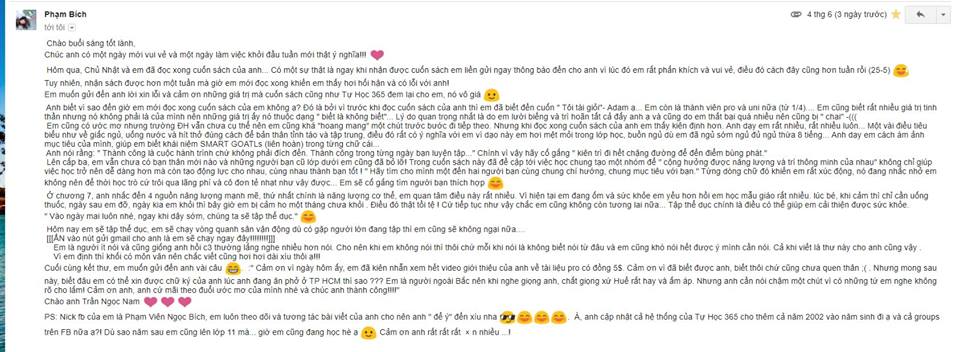 Phạm Bích
4 thg 6 (3 ngày trước)
tới tôi
Chào buổi sáng tốt lành,
Chúc anh có một ngày mới vui vẻ và một ngày làm việc khởi đầu tuần mới thật ý nghĩa!!!
Hôm qua, Chủ Nhật và em đã đọc xong cuốn sách của anh... Có một sự thật là ngay khi nhận được cuốn sách em liền gửi ngay thông báo đến cho anh vì lúc đó em rất phấn khích và vui vẻ, điều đó cách đây cũng hơn tuần rồi (25-5)
Tuy nhiên, nhận sách được hơn một tuần mà giờ em mới đọc xong khiến em thấy hơi hối hận và có lỗi với anh!
Em muốn gửi đến anh lời xin lỗi và cảm ơn những giá trị mà cuốn sách cũng như Tự Học 365 đem lại cho em, nó vô giá
Anh biết vì sao đến giờ em mới đọc xong cuốn sách của em không ạ? Đó là bởi vì trước khi đọc cuốn sách của anh thì em đã biết đến cuốn " Tôi tài giỏi"- Adam a... Em còn là thành viên pro và uni nữa (từ 1/4).... Em cũng biết rất nhiều giá trị tinh
thần nhưng nó không phải là của mình nên những giá trị ấy nó thuộc dạng " biết là không biết"... Lý do quan trọng nhất là do em lười biếng và trì hoãn tất cả đấy anh ạ và cũng do em thất bại quá nhiều nên cũng bị " chai" -(((
Em cũng có ước mơ nhưng trường ĐH vẫn chưa cụ thể nên em cũng khá "hoang mang" một chút trước bước đi tiếp theo. Nhưng khi đọc xong cuốn sách của anh em thấy kiên định hơn. Anh dạy em rất nhiều, rất nhiều luôn... Một vài điều tiêu
biểu như về giấc ngủ, uống nước và hít thở đúng cách để bản thân tỉnh táo và tập trung, điều đó rất có ý nghĩa với em vì dạo này em hơi mệt mỏi trong lớp học, buồn ngủ dù em đã ngủ sớm ngủ đủ ngủ thừa 8 tiếng... Anh dạy em cách ám ảnh
mục tiêu của mình, giúp em biết khái niệm SMART GOATLs (liên hoàn) trong từng chữ cái...
Anh nói rằng: " Thành công là cuộc hành trình chứ không phải đích đến. Thành công trong từng ngày bạn luyện tập..." Chính vì vậy hãy cố gắng " kiên trì đi hết chặng đường để đến điểm bùng phát."
Lên cấp ba, em vẫn chưa có bạn thân mới nào và những người bạn cũ lớp dưới em cũng đã bỏ lỡ! Trong cuốn sách này đã đề cập tới việc học chung tạo một nhóm để " cộng hưởng được năng lượng và trí thông minh của nhau" không chỉ giúp
việc học trở nên dễ dàng hơn mà còn tạo động lực cho nhau, cùng nhau thành bạn tốt ! " Hãy tìm cho mình một đến hai người bạn cùng chung chí hướng, chung mục tiêu với bạn." Từng dòng chữ đó khiến em rất xúc động, nó đang nhắc nhở em
không nên để thời học trò cứ trôi qua lãng phí và cô đơn tẻ nhạt như vậy được... Em sẽ cố gắng tìm người bạn thích hợp
Ở chương 7, anh nhắc đến 4 nguồn năng lượng mạnh mẽ, thứ nhất chính là năng lượng cơ thể, em quan tâm điều này rất nhiều. Vì hiện tại em đang ốm và sức khỏe em yếu hơn hồi em học mẫu giáo rất nhiều. lúc bé, khi cảm thì chỉ cần uống
thuốc, ngày sau em đỡ, ngày kia em khỏi thì bây giờ em bị cảm ho một tháng chưa khỏi . Điều đó thật tồi tệ ! Cứ tiếp tục như vậy chắc em cũng không còn tương lai nữa... Tập thể dục chính là điều có thể giúp em cải thiện được sức khỏe.
" Vào ngày mai luôn nhé, ngay khi dậy sớm, chúng ta sẽ tập thể dục."
Hôm nay em sẽ tập thể dục, em sẽ chạy vòng quanh sân vận động dù có gặp người lớn đang tập thì em cũng sẽ không ngại nữa....
[[[Ấn vào nút gửi gmail cho anh là em sẽ chạy ngay đây!!!!!!!!!]]]
Em là người ít nói và cũng giống anh hồi c3 thường lắng nghe nhiều hơn nói. Cho nên khi em không nói thì thôi chứ mỗi khi nói là không biết nói từ đâu và em cũng khó nói hết được ý mình cần nói. Cả khi viết lá thư này cho anh cũng vậy .
Vì em định thi khối có môn văn nên chắc viết cũng hơi hơi dài xíu thôi ạ!!!!
Cuối cùng kết thư, em muốn gửi đến anh vài câu :" Cảm ơn vì ngày hôm ấy, em đã kiên nhẫn xem hết video giới thiệu của anh về tài liệu pro có đồng 5$. Cảm ơn vì đã biết được anh, biết thôi chứ cũng chưa quen thân ;( . Nhưng mong sau
này, biết đâu em có thể xin được chữ ký của anh lúc anh đang ăn phở ở TP HCM thì sao ??? Em là người ngoài Bắc nên khi nghe giọng anh, chất giọng xứ Huế rất hay và ấm áp. Nhưng anh cần nói chậm một chút vì có những từ em nghe không
rõ cho lắm! Cảm ơn anh, anh cứ mãi theo đuổi ước mơ của mình nhé và chúc anh thành công!!!!"
Chào anh Trần Ngọc Nam
PS: Nick fb của em là Phạm Viên Ngọc Bích, em luôn theo dõi và tương tác bài viết của anh cho nên anh " để ý" đến xíu nha . À, anh cập nhật cả hệ thống của Tự Học 365 cho thêm cả năm 2002 vào năm sinh đi ạ và cả groups
trên FB nữa ạ?! Dù sao năm sau em cũng lên lớp 11 mà... giờ em cũng đang học hè ạ Cảm ơn anh rất rất rất × n nhiều ...!